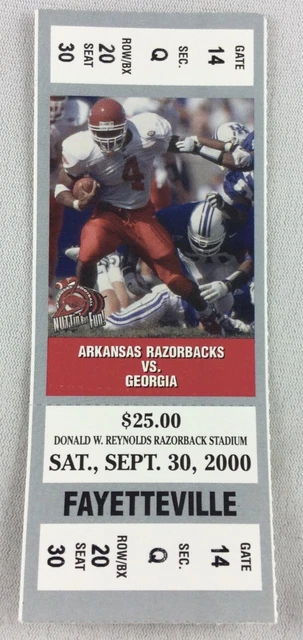 GATE 14
SEC. Q
ROW/BX 20
SEAT 30
4
NUTTin But Fun!
ARKANSAS RAZORBACKS
VS.
GEORGIA
$25.00
DONALD W. REYNOLDS RAZORBACK STADIUM
SAT., SEPT. 30, 2000
FAYETTEVILLE
GATE 14
SEC. Q
ROW/BX 20
SEAT 30